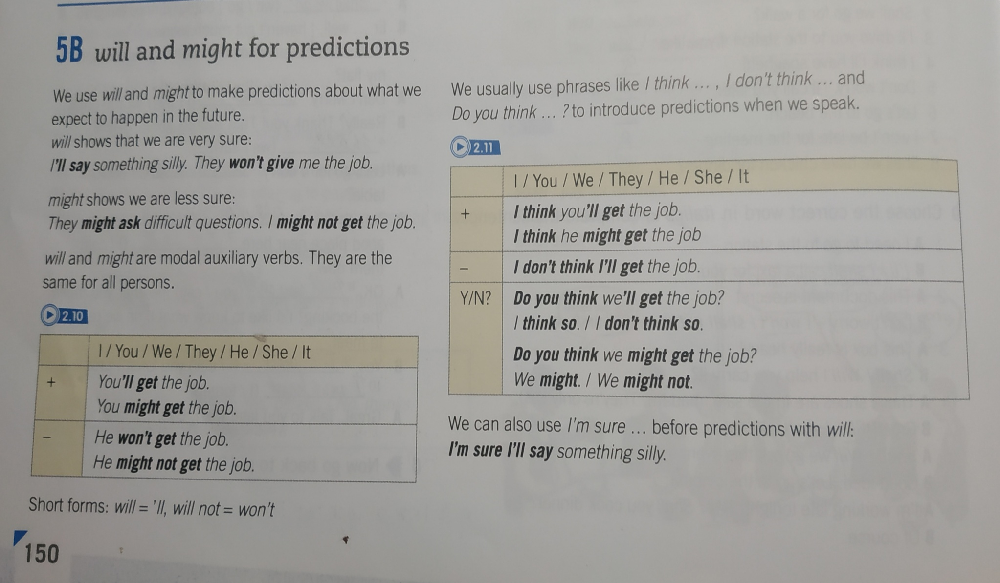 5B will and might for predictions
We use will and might to make predictions about what we
expect to happen in the future.
will shows that we are very sure:
I'll say something silly. They won't give me the job.
might shows we are less sure:
They might ask difficult questions. I might not get the job.
will and might are modal auxiliary verbs. They are the
same for all persons.
2.10
I / You / We / They / He / She / It
+ You'll get the job.
You might get the job.
– He won't get the job.
He might not get the job.
Short forms: will = 'll, will not = won't
150
We usually use phrases like I think ... , I don't think ... and
Do you think ... ? to introduce predictions when we speak.
2.11
I / You / We / They / He / She / It
+ I think you'll get the job.
I think he might get the job
– I don't think I'll get the job.
Y/N? Do you think we'll get the job?
I think so. / I don't think so.
Do you think we might get the job?
We might. / We might not.
We can also use I'm sure ... before predictions with will:
I'm sure I'll say something silly.